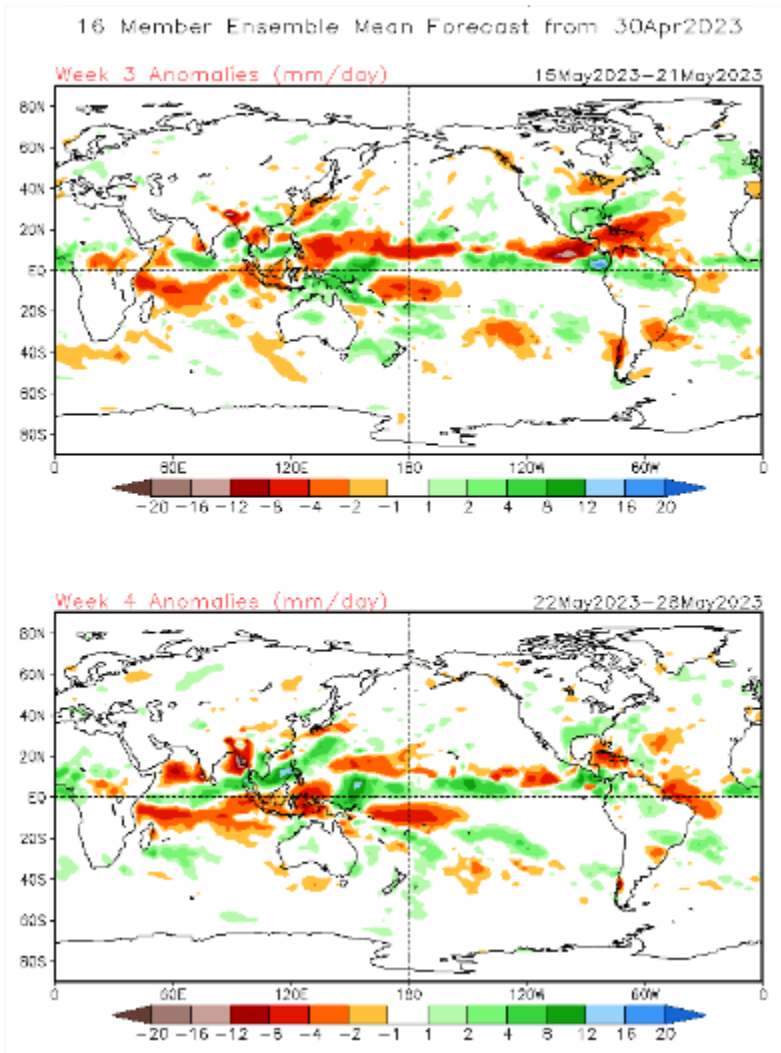 16 Member Ensemble Mean Forecast from 30Apr2023
Week 3 Anomalies (mm/day) 15May2023-21May2023
80N
60N
40N
20N
EQ
20S
40S
60S
80S
0 60E 120E 180 120W 60W 0
-20 -16 -12 -8 -4 -2 -1 1 2 4 8 12 16 20
Week 4 Anomalies (mm/day) 22May2023-28May2023
80N
60N
40N
20N
EQ
20S
40S
60S
80S
0 60E 120E 180 120W 60W 0
-20 -16 -12 -8 -4 -2 -1 1 2 4 8 12 16 20